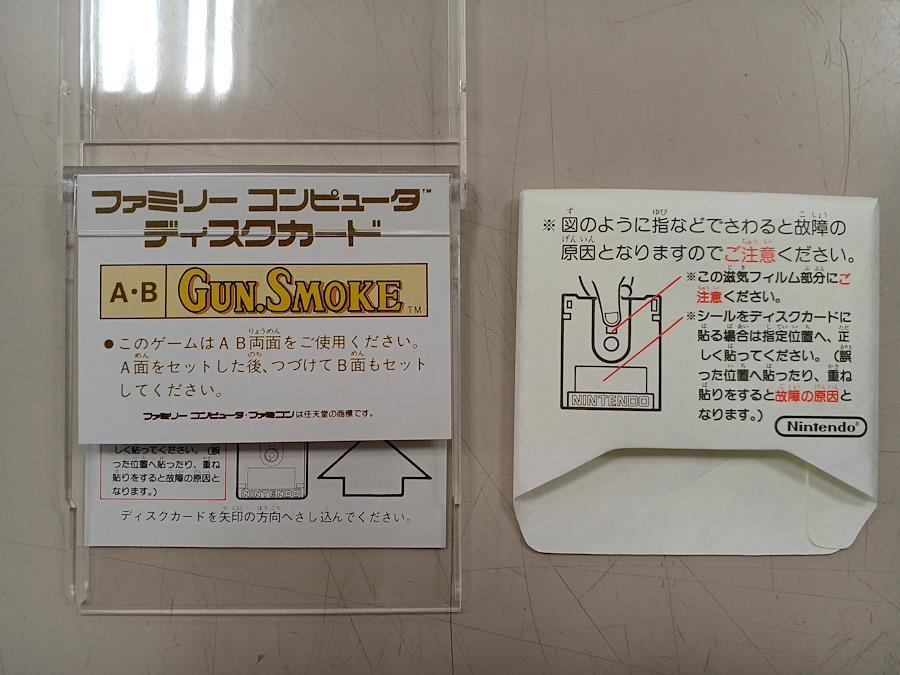 ファミリー コンピュータ™
ディスクカード
A・B GUN.SMOKE™
●このゲームはAB両面をご使用ください。
A面をセットした後、つづけてB面もセット
してください。
ファミリー コンピュータ・ファミコンは任天堂の商標です。
しく貼ってください。(誤
った位置へ貼ったり、重ね
貼りをすると故障の原因と
なります。)
NINTENDO
ディスクカードを矢印の方向へさし込んでください。
※図のように指などでさわると故障の
原因となりますのでご注意ください。
※この滋気フィルム部分にご
注意ください。
※シールをディスクカードに
貼る場合は指定位置へ、正
しく貼ってください。(誤
った位置へ貼ったり、重ね
貼りをすると故障の原因と
なります。)
NINTENDO
Nintendo®